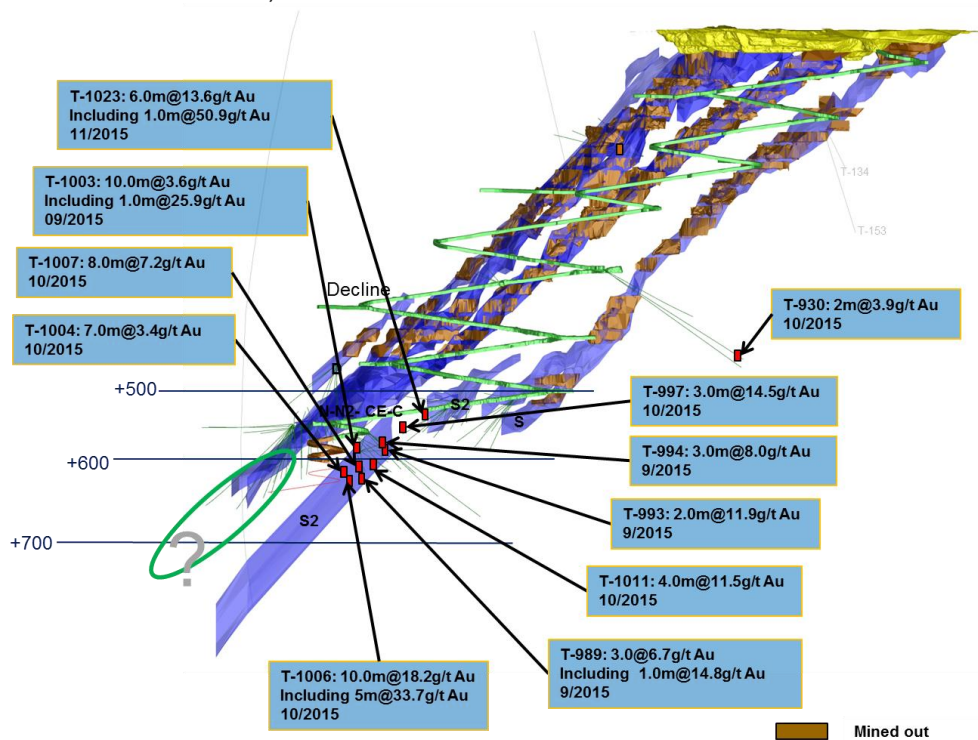 T-1023: 6.0m@13.6g/t Au
Including 1.0m@50.9g/t Au
11/2015
T-1003: 10.0m@3.6g/t Au
Including 1.0m@25.9g/t Au
09/2015
T-1007: 8.0m@7.2g/t Au
10/2015
T-1004: 7.0m@3.4g/t Au
10/2015
T-134
T-153
Decline
T-930: 2m@3.9g/t Au
10/2015
D
+500
N-N2- CE-C
S2
S
T-997: 3.0m@14.5g/t Au
10/2015
T-994: 3.0m@8.0g/t Au
9/2015
+600
T-993: 2.0m@11.9g/t Au
9/2015
S2
+700
?
T-1011: 4.0m@11.5g/t Au
10/2015
T-1006: 10.0m@18.2g/t Au
Including 5m@33.7g/t Au
10/2015
T-989: 3.0@6.7g/t Au
Including 1.0m@14.8g/t Au
9/2015
Mined out